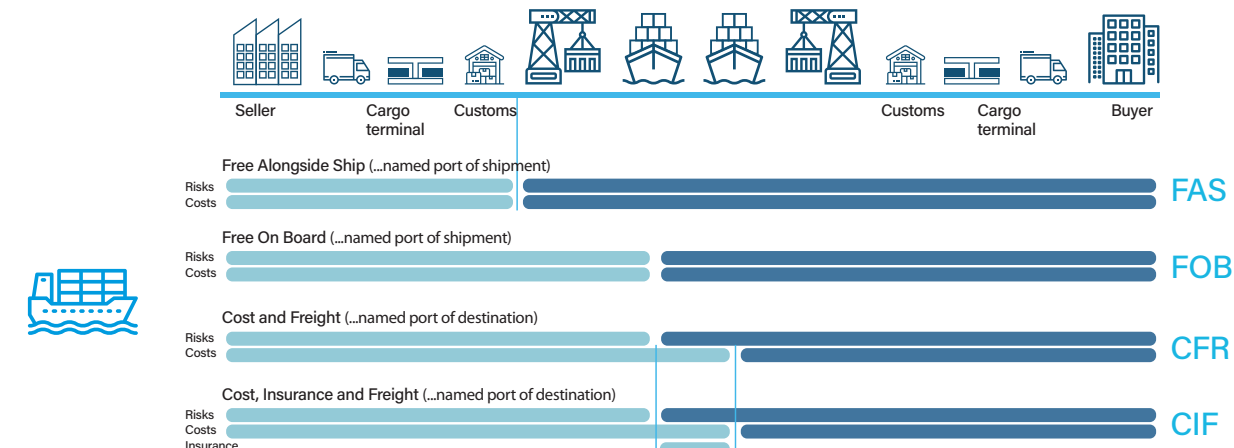 Seller
Cargo
terminal
Customs
Customs
Cargo
terminal
Buyer
Free Alongside Ship (...named port of shipment)
Risks
Costs
FAS
Free On Board (...named port of shipment)
Risks
Costs
FOB
Cost and Freight (...named port of destination)
Risks
Costs
CFR
Cost, Insurance and Freight (...named port of destination)
Risks
Costs
CIF
Insurance